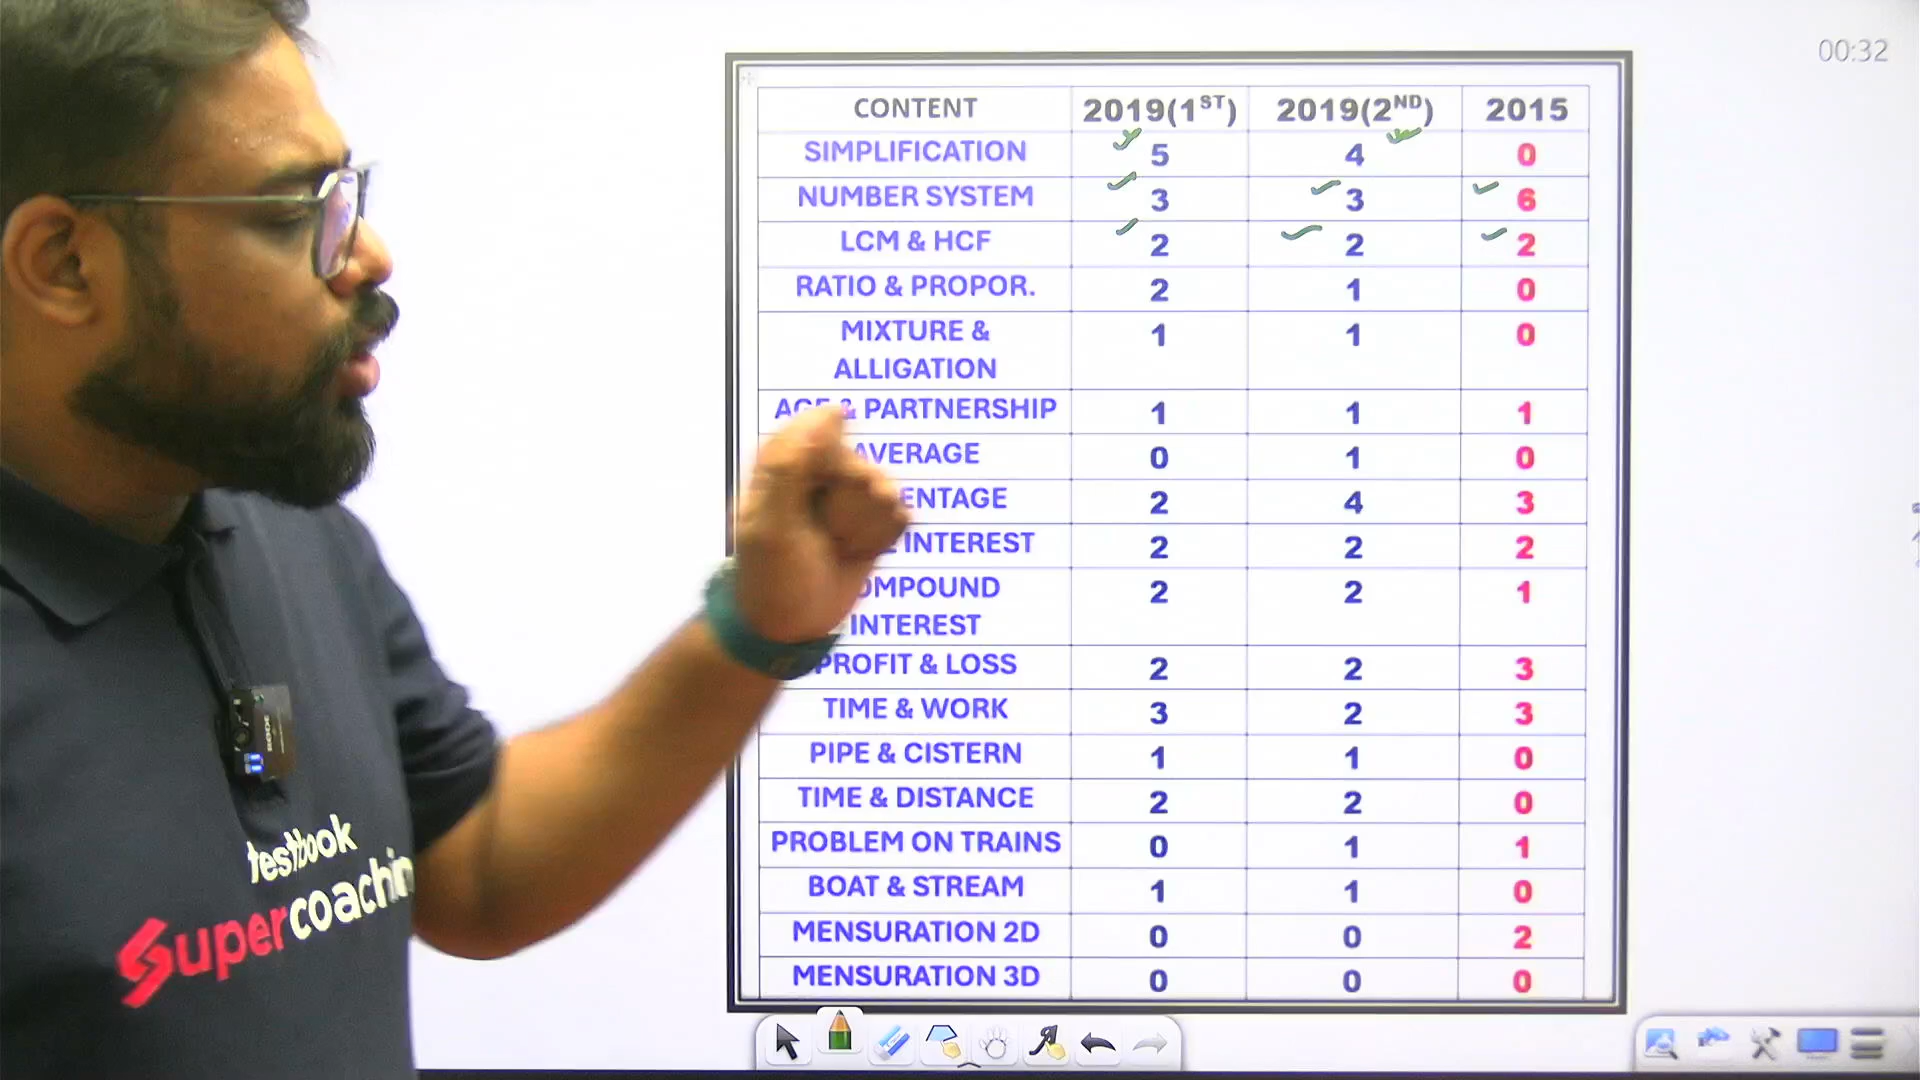 00:32
CONTENT 2019(1ST) 2019(2ND) 2015
SIMPLIFICATION 5 4 0
NUMBER SYSTEM 3 3 6
LCM & HCF 2 2 2
RATIO & PROPOR. 2 1 0
MIXTURE & 1 1 0
ALLIGATION
AGE & PARTNERSHIP 1 1 1
AVERAGE 0 1 0
ENTAGE 2 4 3
INTEREST 2 2 2
OMPOUND 2 2 1
INTEREST
PROFIT & LOSS 2 2 3
TIME & WORK 3 2 3
PIPE & CISTERN 1 1 0
TIME & DISTANCE 2 2 0
PROBLEM ON TRAINS 0 1 1
BOAT & STREAM 1 1 0
MENSURATION 2D 0 0 2
MENSURATION 3D 0 0 0
RODE
testbook
Supercoachin